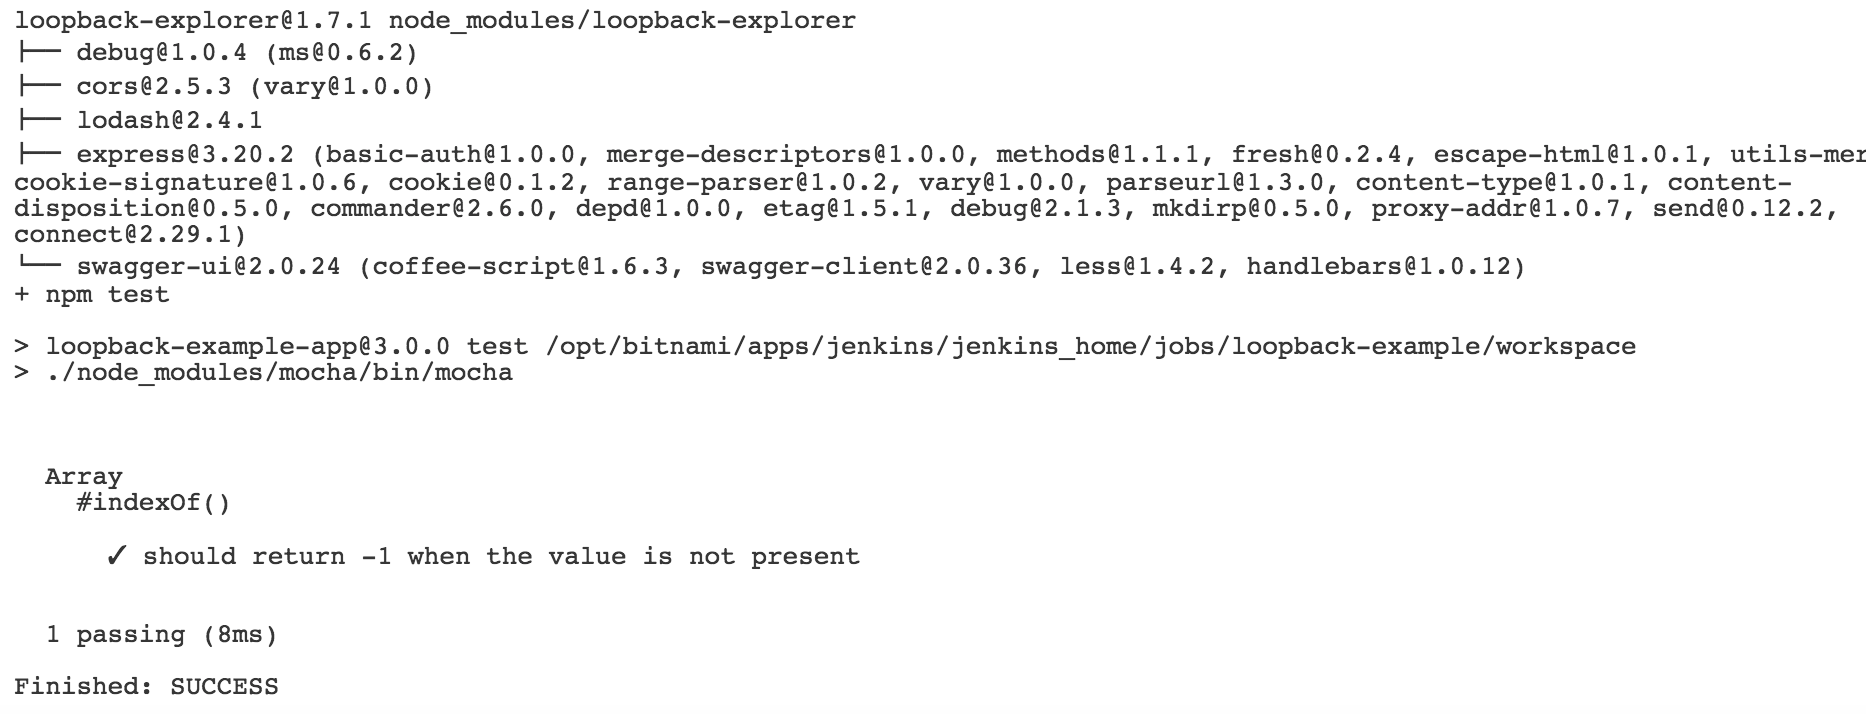 loopback-explorer@1.7.1 node_modules/loopback-explorer
├── debug@1.0.4 (ms@0.6.2)
├── cors@2.5.3 (vary@1.0.0)
├── lodash@2.4.1
├── express@3.20.2 (basic-auth@1.0.0, merge-descriptors@1.0.0, methods@1.1.1, fresh@0.2.4, escape-html@1.0.1, utils-mer
cookie-signature@1.0.6, cookie@0.1.2, range-parser@1.0.2, vary@1.0.0, parseurl@1.3.0, content-type@1.0.1, content-
disposition@0.5.0, commander@2.6.0, depd@1.0.0, etag@1.5.1, debug@2.1.3, mkdirp@0.5.0, proxy-addr@1.0.7, send@0.12.2,
connect@2.29.1)
└── swagger-ui@2.0.24 (coffee-script@1.6.3, swagger-client@2.0.36, less@1.4.2, handlebars@1.0.12)
+ npm test
> loopback-example-app@3.0.0 test /opt/bitnami/apps/jenkins/jenkins_home/jobs/loopback-example/workspace
> ./node_modules/mocha/bin/mocha
Array
#indexOf()
✓ should return -1 when the value is not present
1 passing (8ms)
Finished: SUCCESS